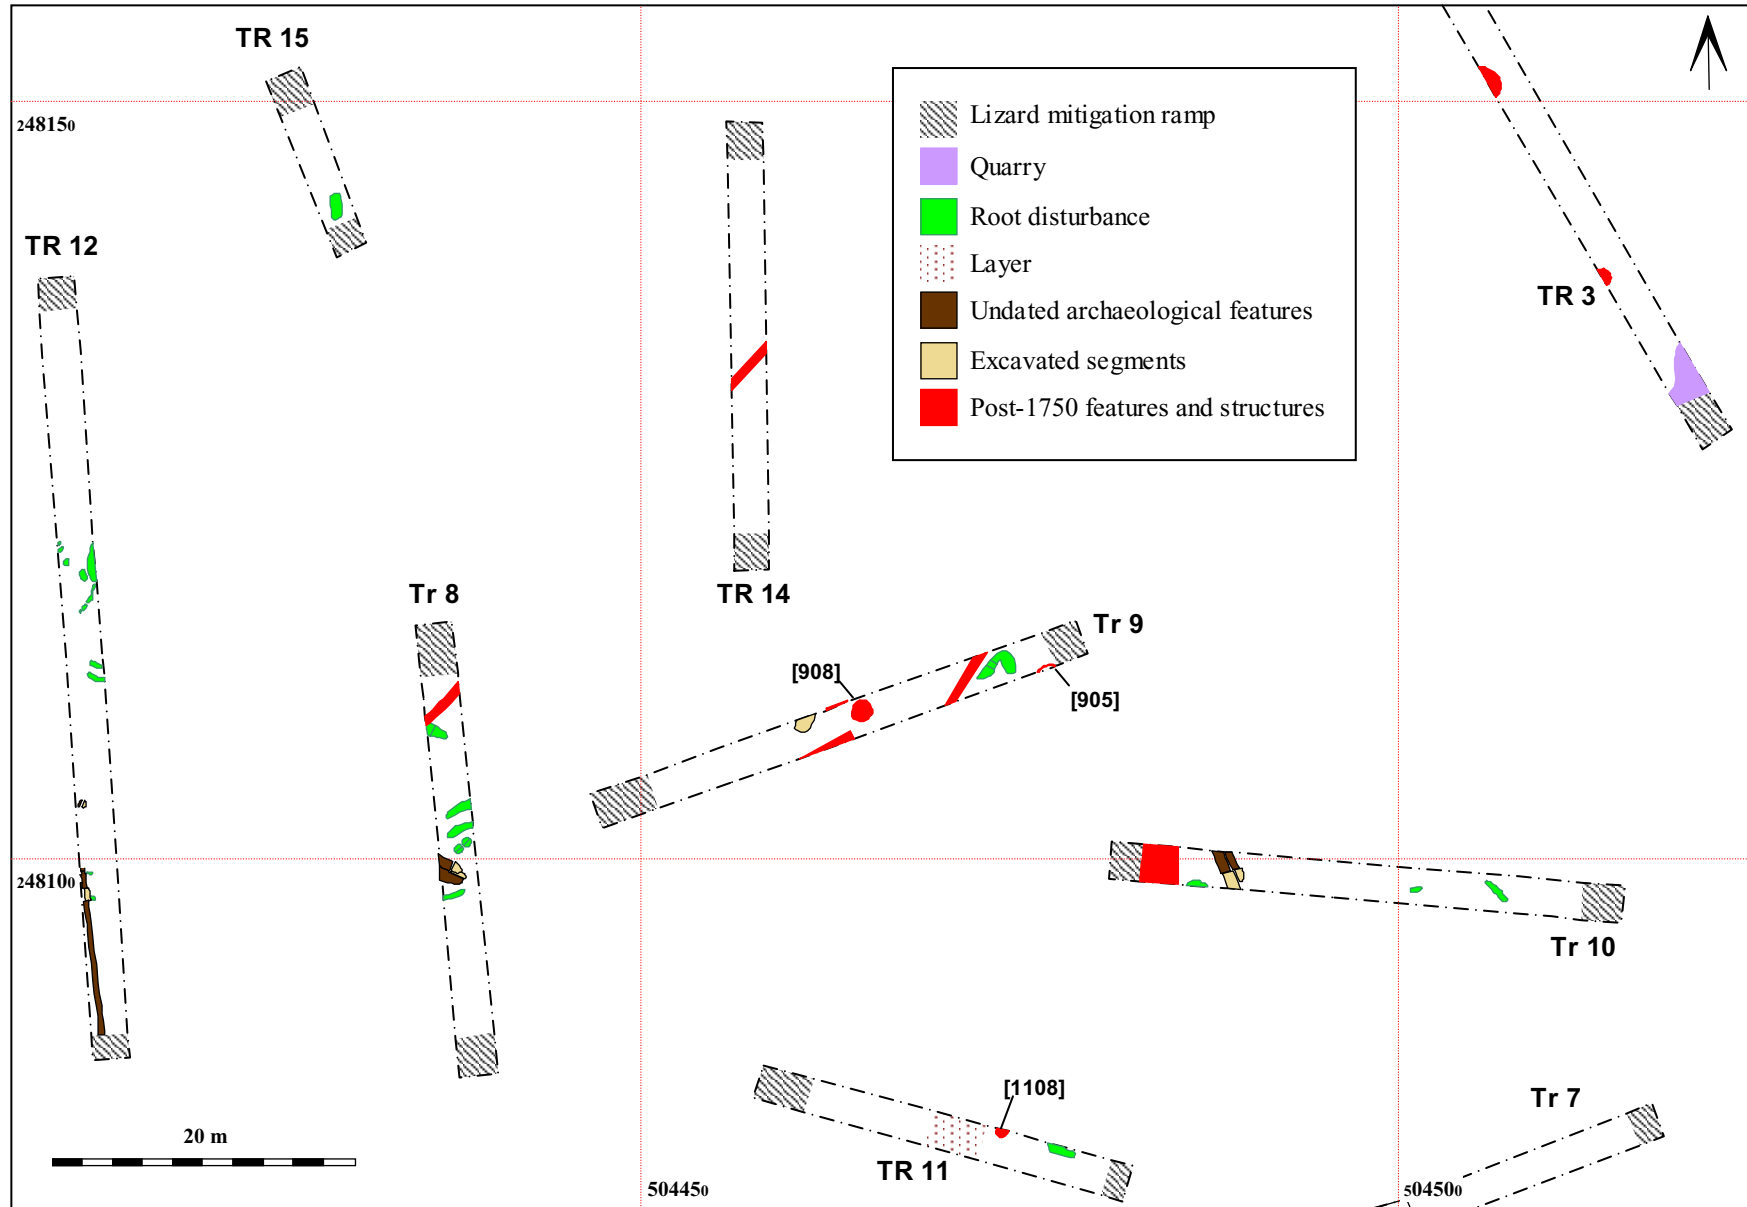 TR 15
248150
TR 12
Lizard mitigation ramp
Quarry
Root disturbance
Layer
Undated archaeological features
Excavated segments
Post-1750 features and structures
TR 3
Tr 8
TR 14
Tr 9
[908]
[905]
248100
Tr 10
[1108]
Tr 7
20 m
TR 11
504450
504500